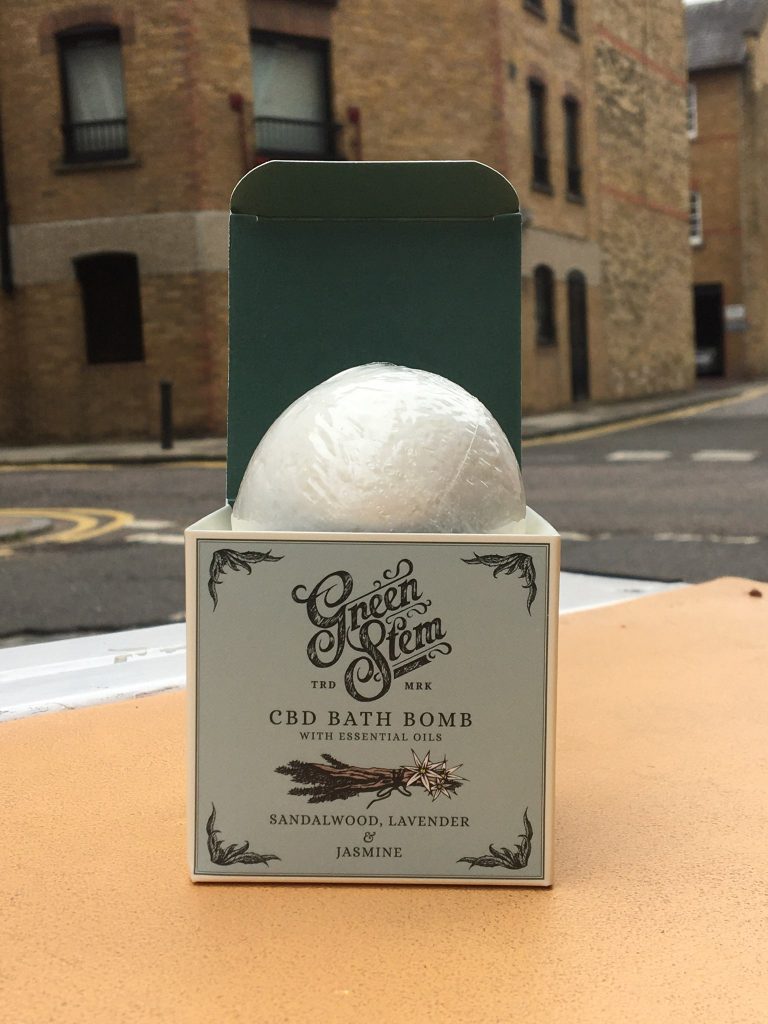 Green
Stem
TRD MRK
CBD BATH BOMB
WITH ESSENTIAL OILS
SANDALWOOD, LAVENDER
&
JASMINE